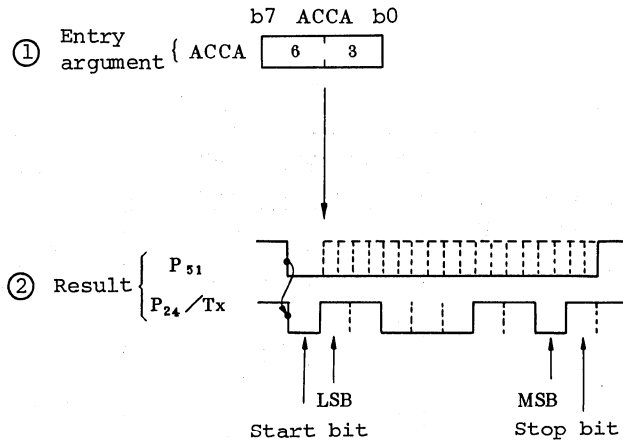 b7 ACCA b0
① Entry argument { ACCA 6 3
② Result { P₅₁
P₂₄/Tx
LSB MSB
Start bit Stop bit